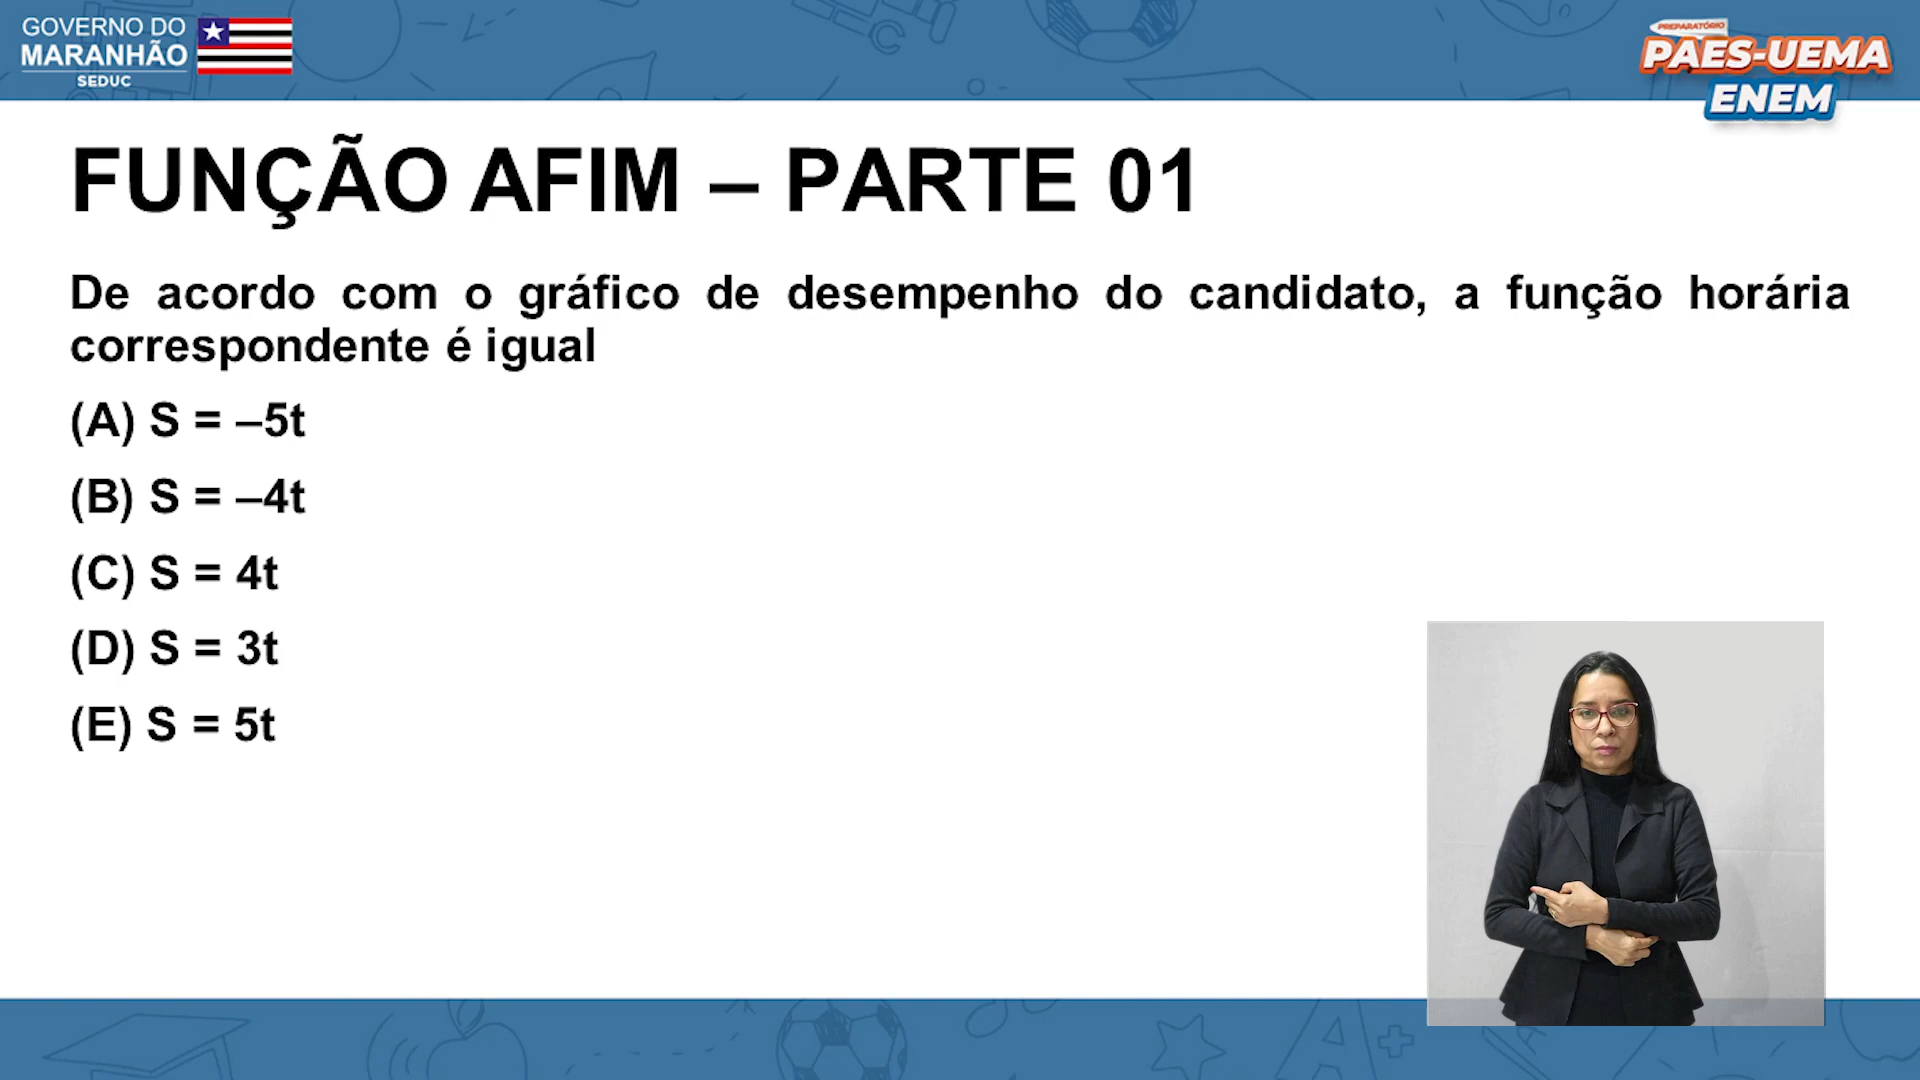 GOVERNO DO
MARANHÃO
SEDUC
PREPARATÓRIO
PAES-UEMA
ENEM
FUNÇÃO AFIM – PARTE 01
De acordo com o gráfico de desempenho do candidato, a função horária
correspondente é igual
(A) S = –5t
(B) S = –4t
(C) S = 4t
(D) S = 3t
(E) S = 5t
A+